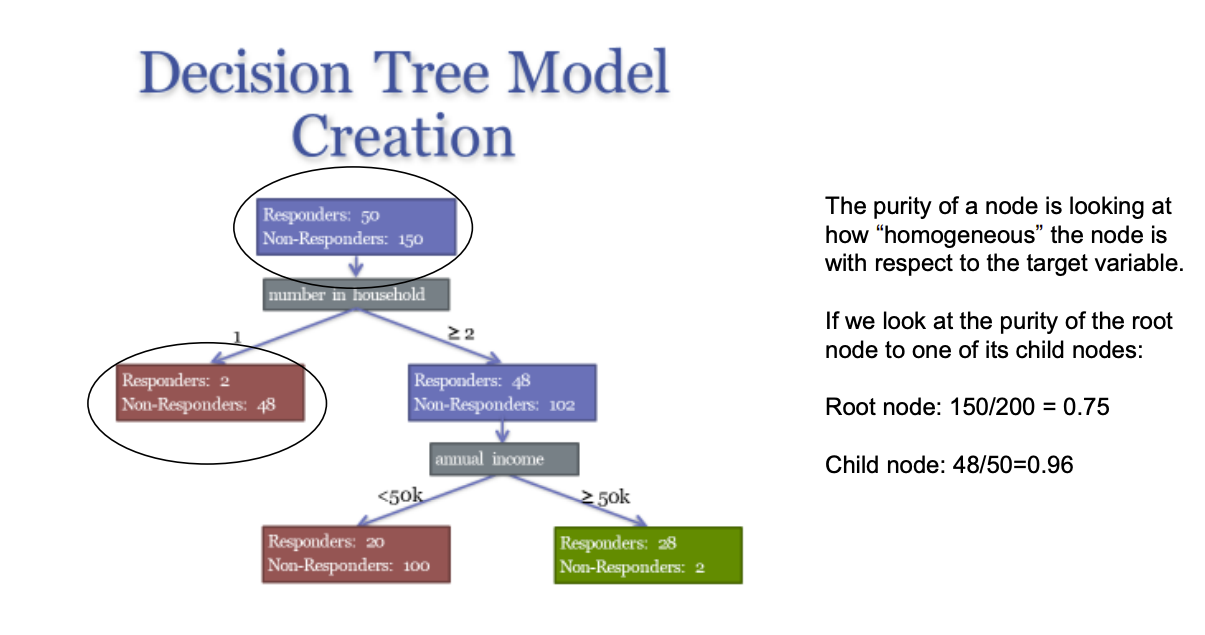 Decision Tree Model
Creation
Responders: 50
Non-Responders: 150
number in household
1
≥ 2
Responders: 2
Non-Responders: 48
Responders: 48
Non-Responders: 102
annual income
<50k
≥ 50k
Responders: 20
Non-Responders: 100
Responders: 28
Non-Responders: 2
The purity of a node is looking at
how “homogeneous” the node is
with respect to the target variable.
If we look at the purity of the root
node to one of its child nodes:
Root node: 150/200 = 0.75
Child node: 48/50=0.96